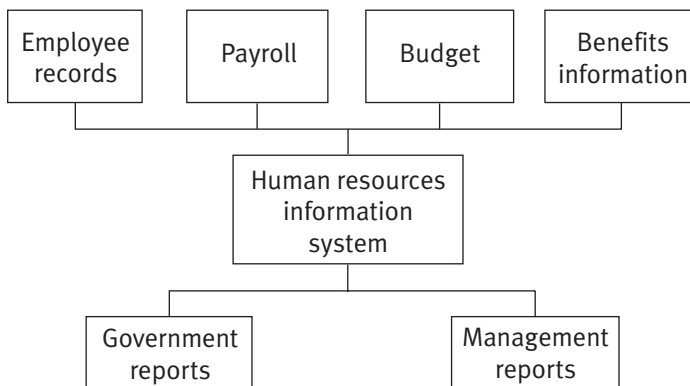 Employee
records
Payroll
Budget
Benefits
information
Human resources
information
system
Government
reports
Management
reports